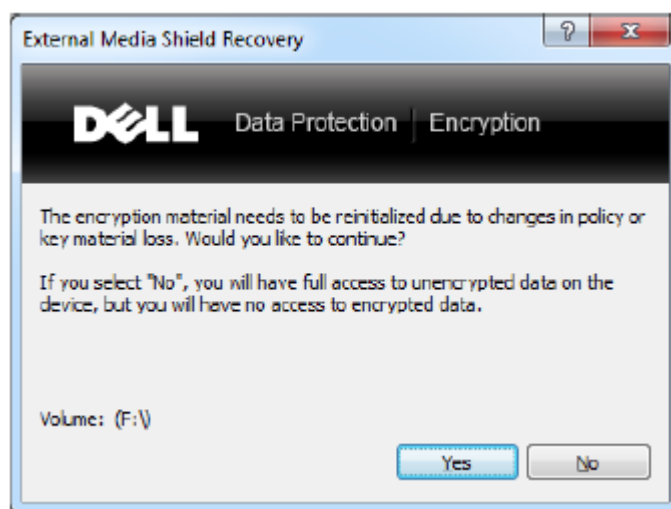 External Media Shield Recovery
DELL Data Protection | Encryption
The encryption material needs to be reinitialized due to changes in policy or
key material loss. Would you like to continue?
If you select "No", you will have full access to unencrypted data on the
device, but you will have no access to encrypted data.
Volume: (F:\)
Yes No